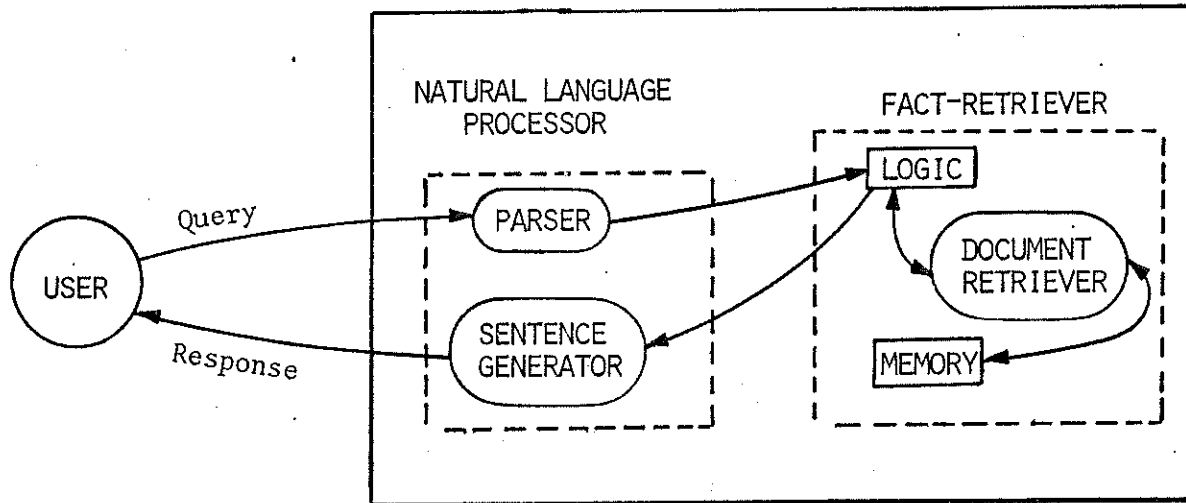 NATURAL LANGUAGE
PROCESSOR
FACT-RETRIEVER
LOGIC
Query
PARSER
USER
DOCUMENT
RETRIEVER
SENTENCE
GENERATOR
Response
MEMORY